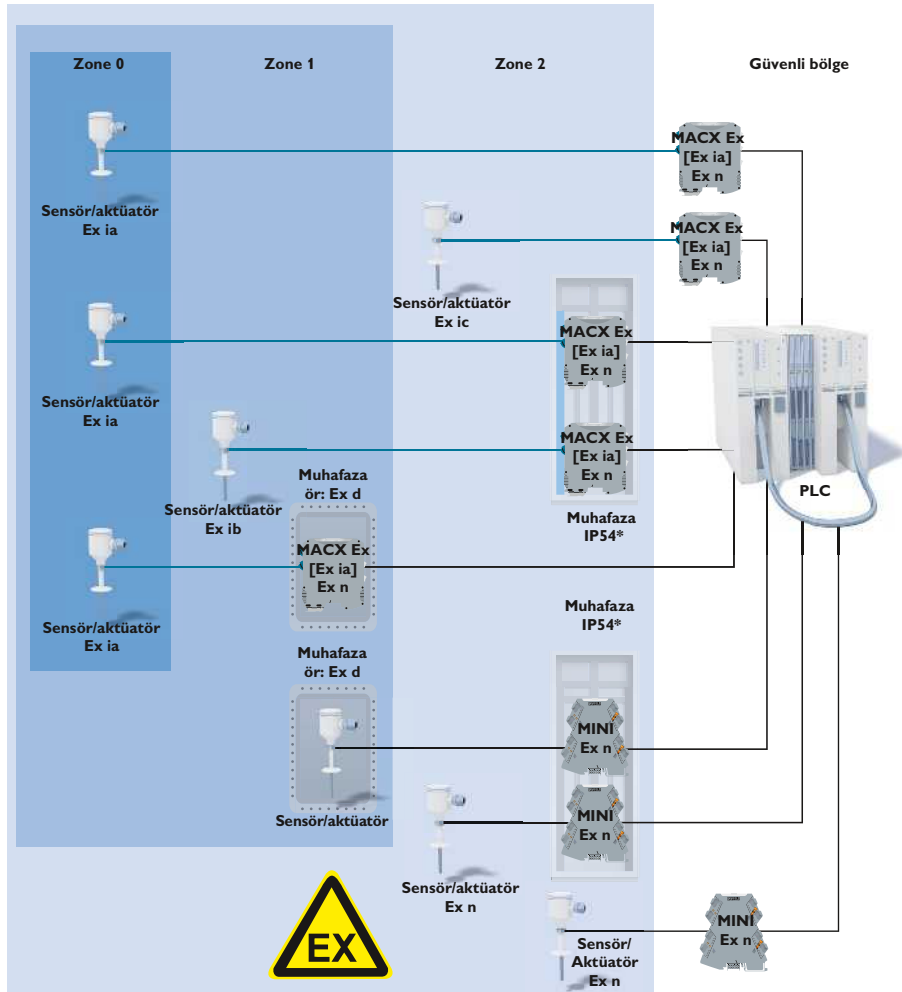 Zone 0
Zone 1
Zone 2
Güvenli bölge
MACX Ex
[Ex ia]
Ex n
Sensör/aktüatör
Ex ia
MACX Ex
[Ex ia]
Ex n
Sensör/aktüatör
Ex ic
MACX Ex
[Ex ia]
Ex n
Sensör/aktüatör
Ex ia
MACX Ex
[Ex ia]
Ex n
PLC
Sensör/aktüatör
Ex ib
Muhafaza
ör: Ex d
Muhafaza
IP54*
MACX Ex
[Ex ia]
Ex n
Sensör/aktüatör
Ex ia
Muhafaza
IP54*
Muhafaza
ör: Ex d
MINI
Ex n
Sensör/aktüatör
MINI
Ex n
Sensör/aktüatör
Ex n
EX
MINI
Ex n
Sensör/
Aktüatör
Ex n